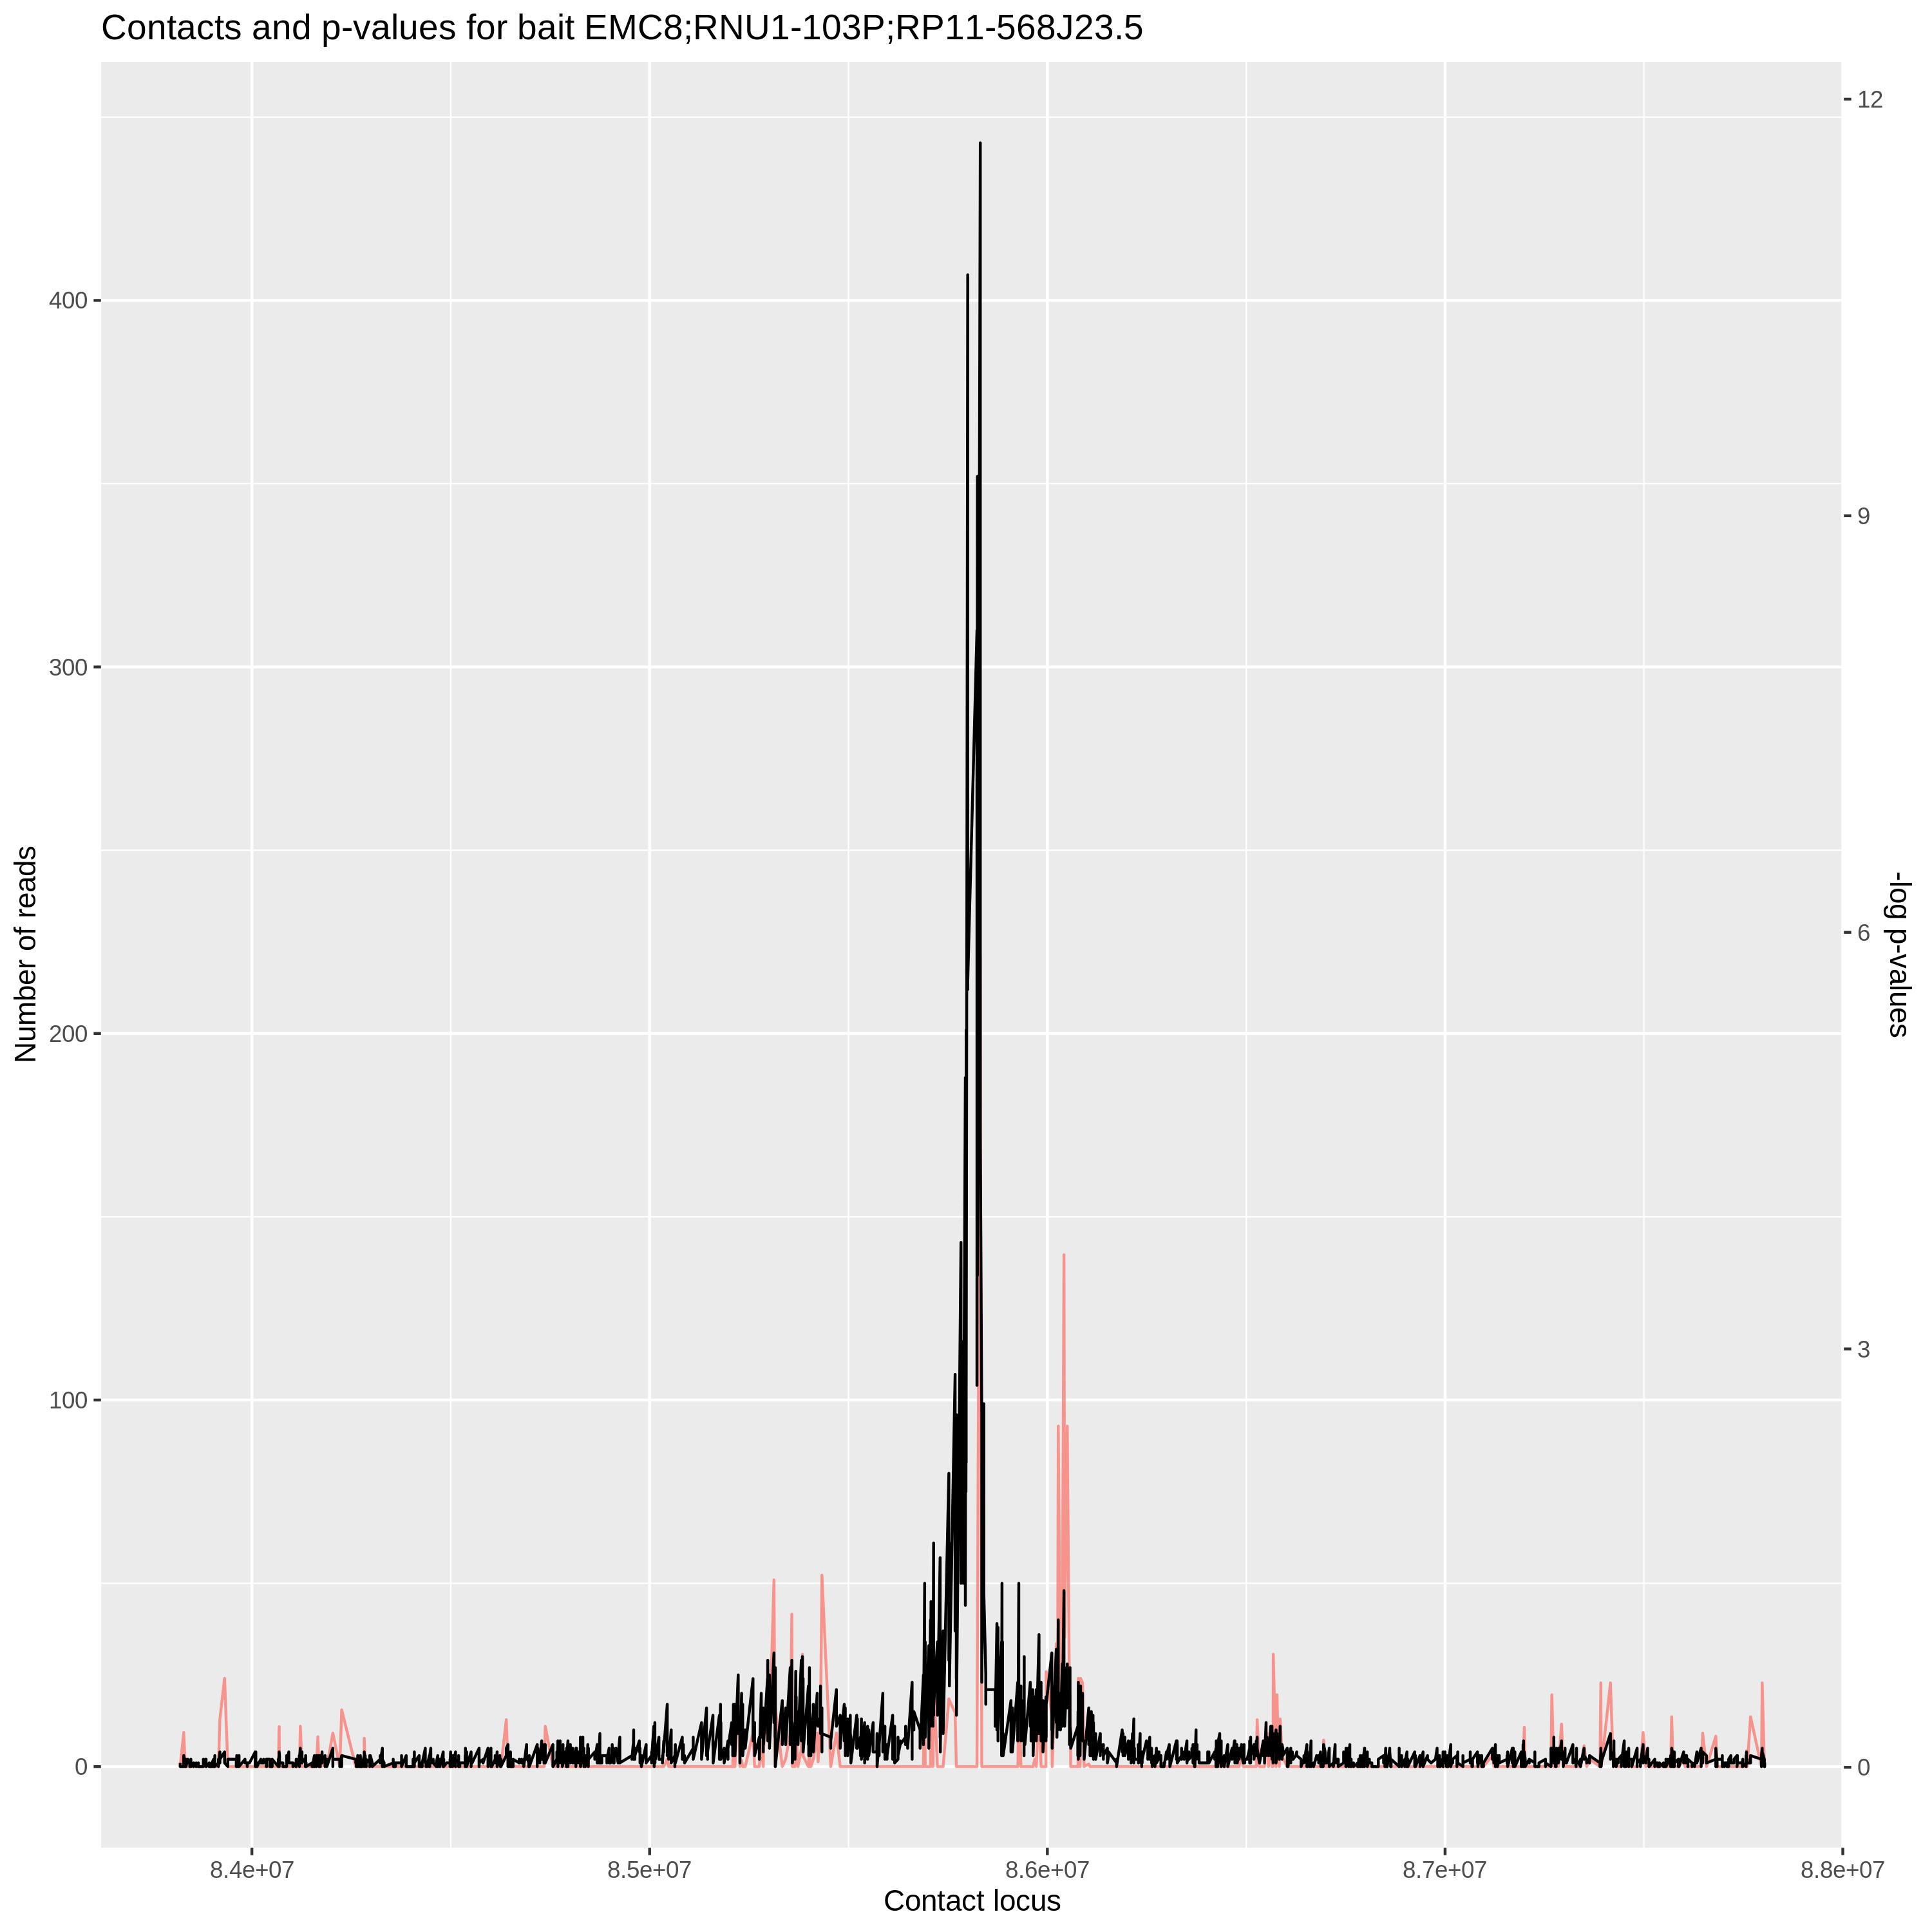 Contacts and p-values for bait EMC8;RNU1-103P;RP11-568J23.5
12
400
9
300
Number of reads
6
-log p-values
200
3
100
0
0
8.4e+07
8.5e+07
8.6e+07
8.7e+07
8.8e+07
Contact locus